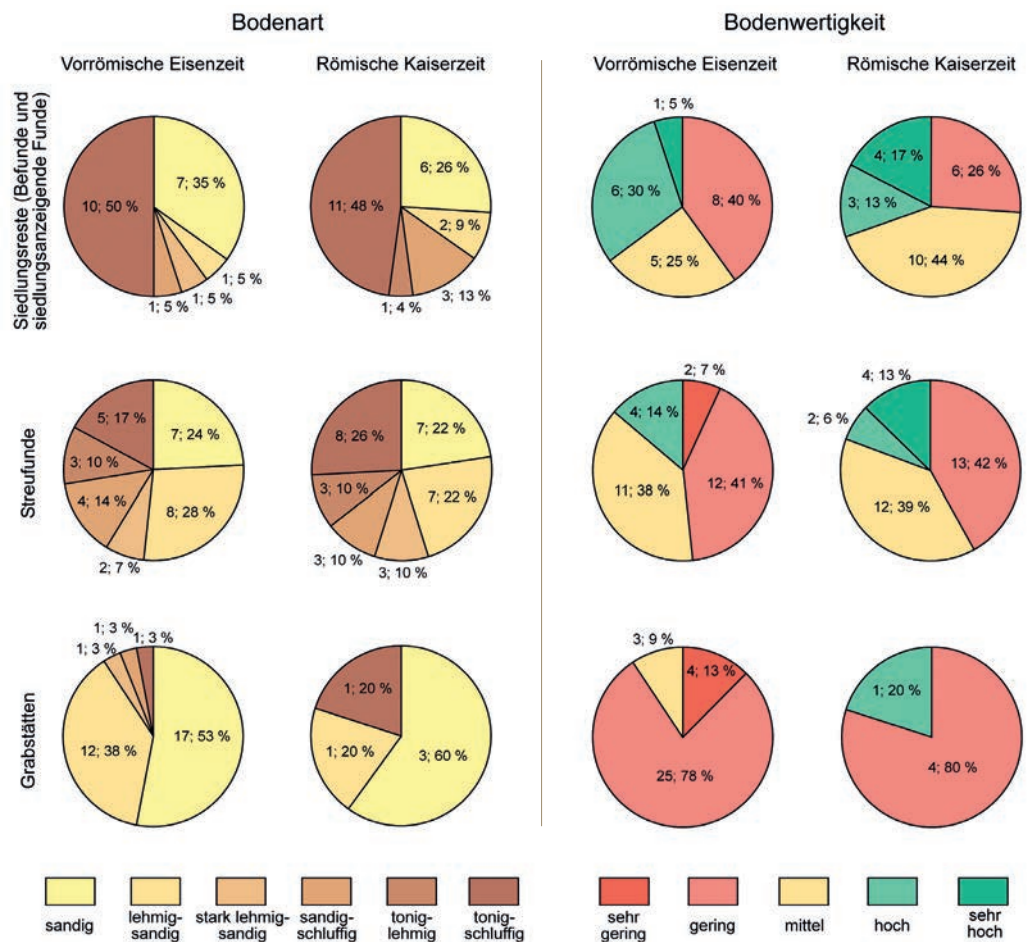 Bodenart
Bodenwertigkeit
Vorrömische Eisenzeit
Römische Kaiserzeit
Vorrömische Eisenzeit
Römische Kaiserzeit
Siedlungsreste (Befunde und
siedlungsanzeigende Funde)
7; 35 %
1; 5 %
1; 5 %
1; 5 %
10; 50 %
6; 26 %
2; 9 %
3; 13 %
1; 4 %
11; 48 %
1; 5 %
8; 40 %
5; 25 %
6; 30 %
6; 26 %
10; 44 %
3; 13 %
4; 17 %
Streufunde
7; 24 %
8; 28 %
2; 7 %
4; 14 %
3; 10 %
5; 17 %
7; 22 %
7; 22 %
3; 10 %
3; 10 %
3; 10 %
8; 26 %
2; 7 %
12; 41 %
11; 38 %
4; 14 %
13; 42 %
12; 39 %
2; 6 %
4; 13 %
Grabstätten
17; 53 %
12; 38 %
1; 3 %
1; 3 %
1; 3 %
3; 60 %
1; 20 %
1; 20 %
4; 13 %
25; 78 %
3; 9 %
4; 80 %
1; 20 %
sandig
lehmig-
sandig
stark lehmig-
sandig
sandig-
schluffig
tonig-
lehmig
tonig-
schluffig
sehr
gering
gering
mittel
hoch
sehr
hoch